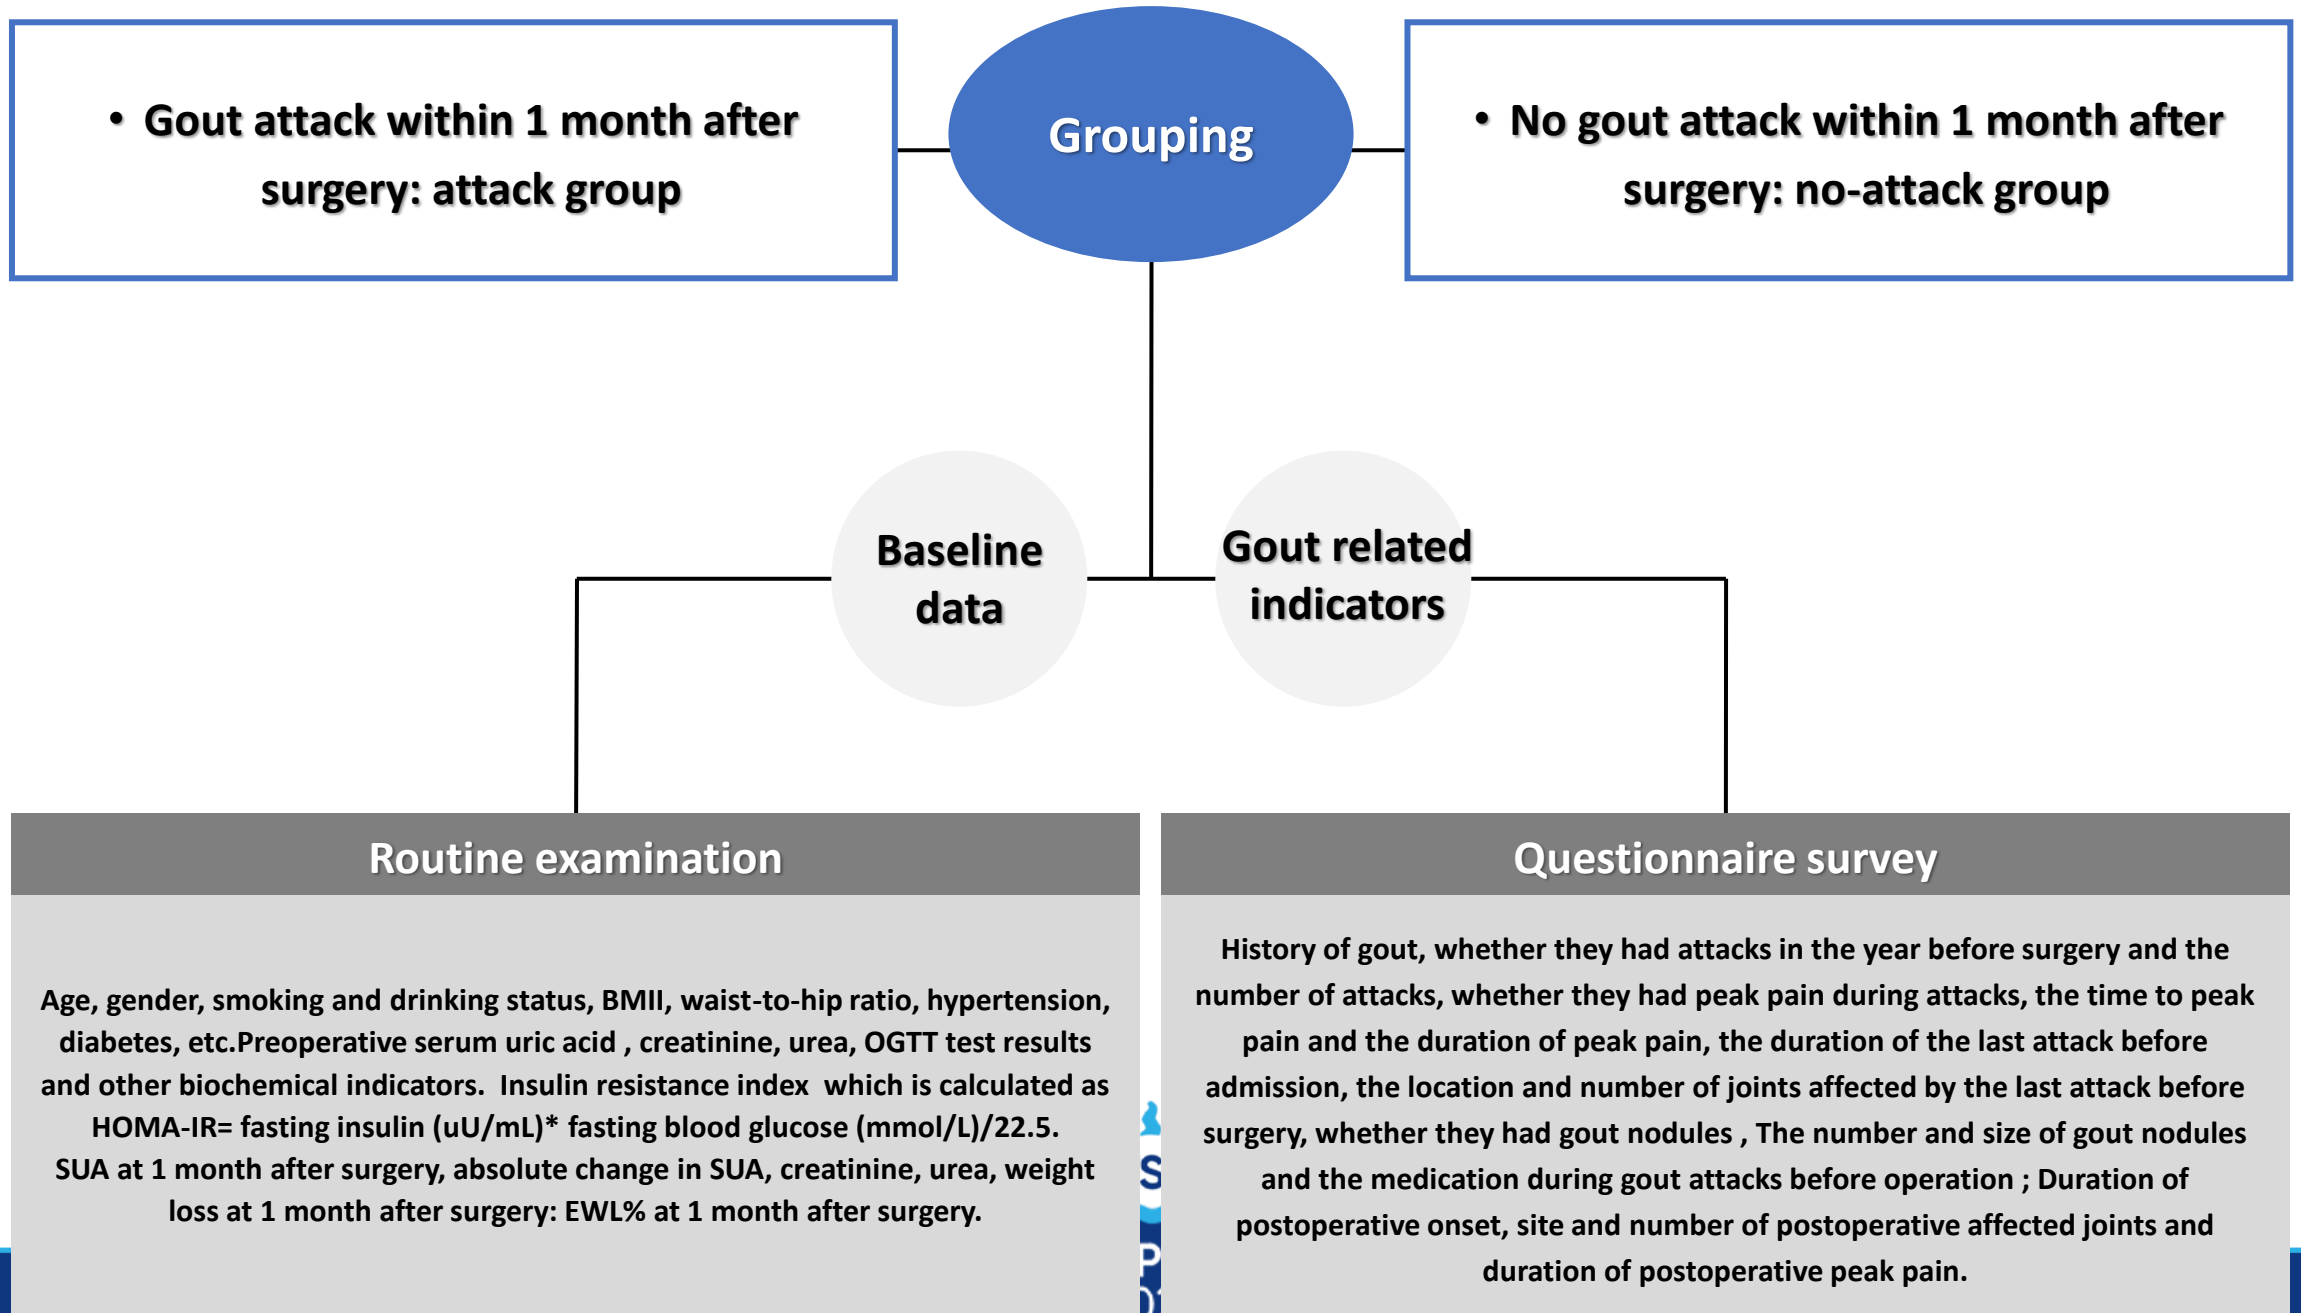 • Gout attack within 1 month after
surgery: attack group
Grouping
• No gout attack within 1 month after
surgery: no-attack group
Baseline
data
Gout related
indicators
Routine examination
Age, gender, smoking and drinking status, BMII, waist-to-hip ratio, hypertension,
diabetes, etc.Preoperative serum uric acid , creatinine, urea, OGTT test results
and other biochemical indicators. Insulin resistance index which is calculated as
HOMA-IR= fasting insulin (uU/mL)* fasting blood glucose (mmol/L)/22.5.
SUA at 1 month after surgery, absolute change in SUA, creatinine, urea, weight
loss at 1 month after surgery: EWL% at 1 month after surgery.
Questionnaire survey
History of gout, whether they had attacks in the year before surgery and the
number of attacks, whether they had peak pain during attacks, the time to peak
pain and the duration of peak pain, the duration of the last attack before
admission, the location and number of joints affected by the last attack before
surgery, whether they had gout nodules , The number and size of gout nodules
and the medication during gout attacks before operation ; Duration of
postoperative onset, site and number of postoperative affected joints and
duration of postoperative peak pain.